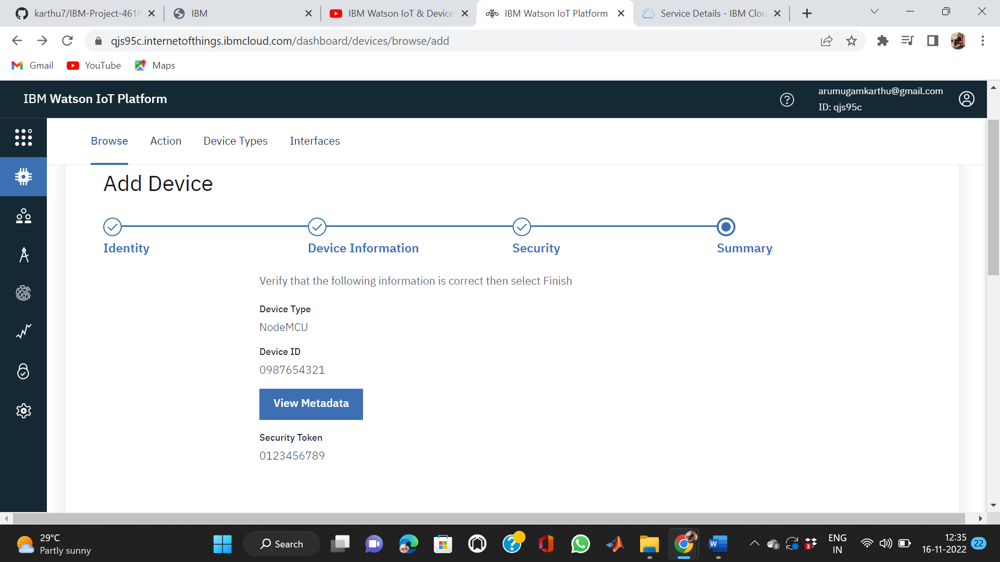 karthu7/IBM-Project-4618
IBM
IBM Watson IoT & Device
IBM Watson IoT Platform
Service Details - IBM Clou
qjs95c.internetofthings.ibmcloud.com/dashboard/devices/browse/add
Gmail
YouTube
Maps
IBM Watson IoT Platform
arumugamkarthu@gmail.com
ID: qjs95c
Browse
Action
Device Types
Interfaces
Add Device
Identity
Device Information
Security
Summary
Verify that the following information is correct then select Finish
Device Type
NodeMCU
Device ID
0987654321
View Metadata
Security Token
0123456789
29°C
Partly sunny
Search
3
ENG
IN
12:35
16-11-2022
22